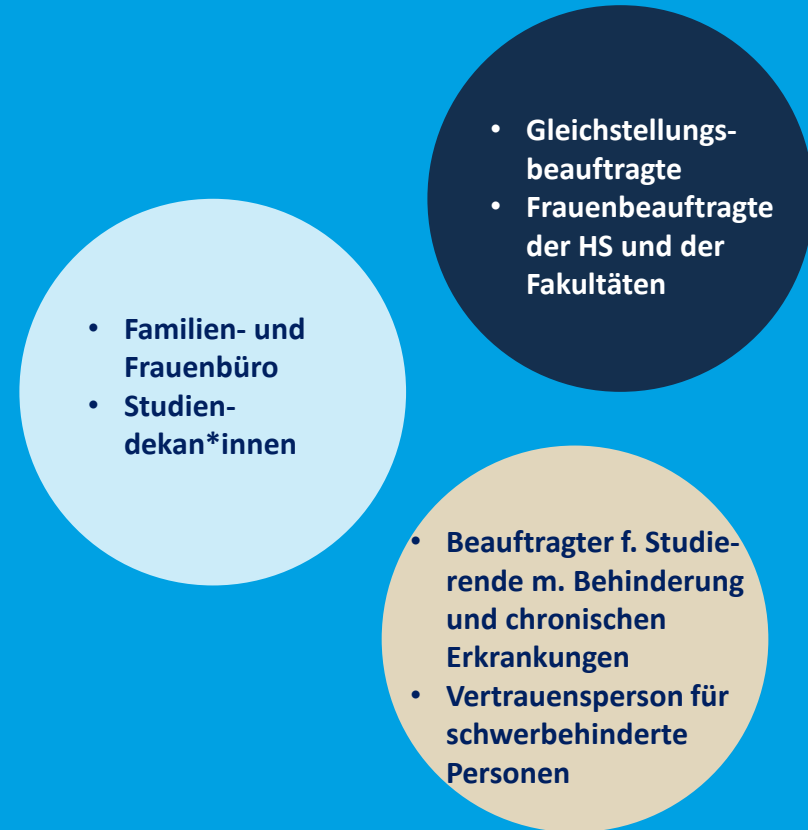 • Gleichstellungs-
beauftragte
• Frauenbeauftragte
der HS und der
Fakultäten
• Familien- und
Frauenbüro
• Studien-
dekan*innen
• Beauftragter f. Studie-
rende m. Behinderung
und chronischen
Erkrankungen
• Vertrauensperson für
schwerbehinderte
Personen